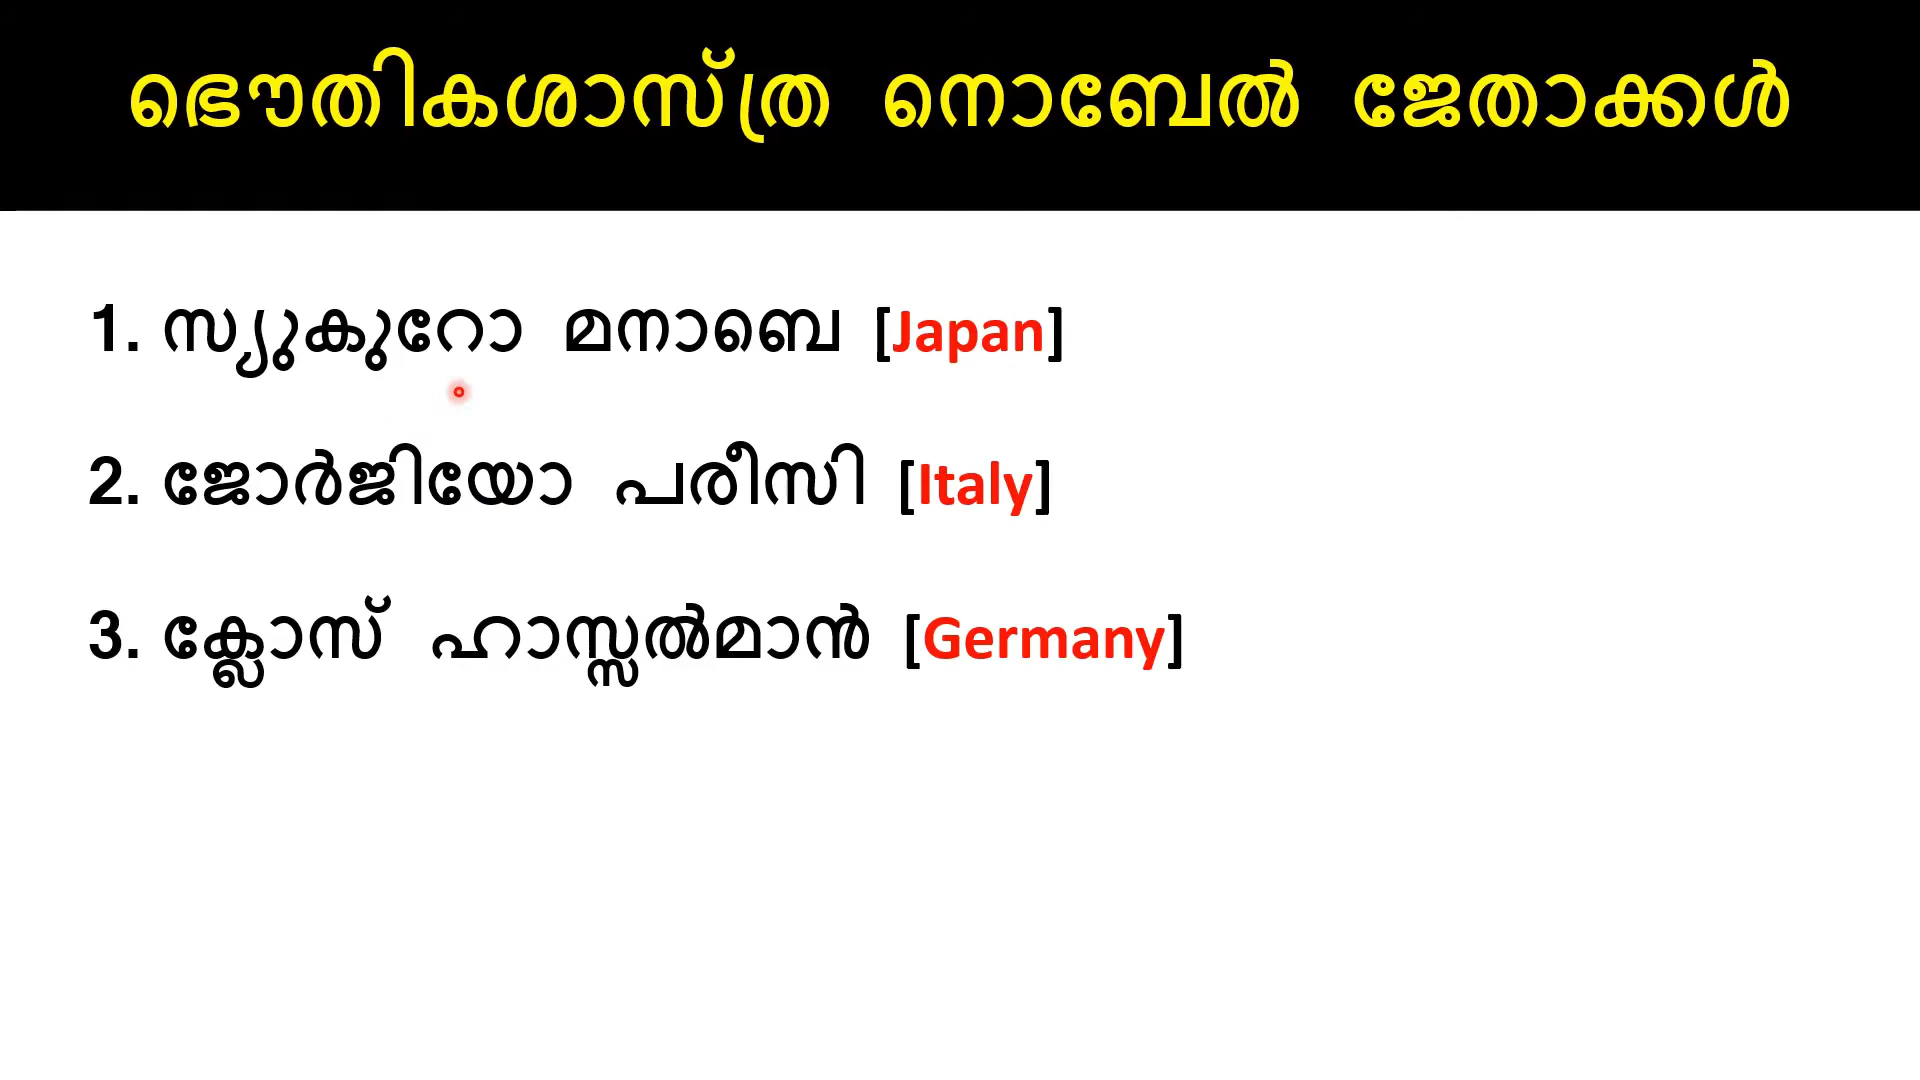 ഭൌതികശാസ്ത്ര നൊബേൽ ജേതാക്കൾ
1. സ്യുകുറോ മനാബെ [Japan]
2. ജോർജിയോ പരീസി [Italy]
3. ക്ലോസ് ഹാസ്സൽമാൻ [Germany]